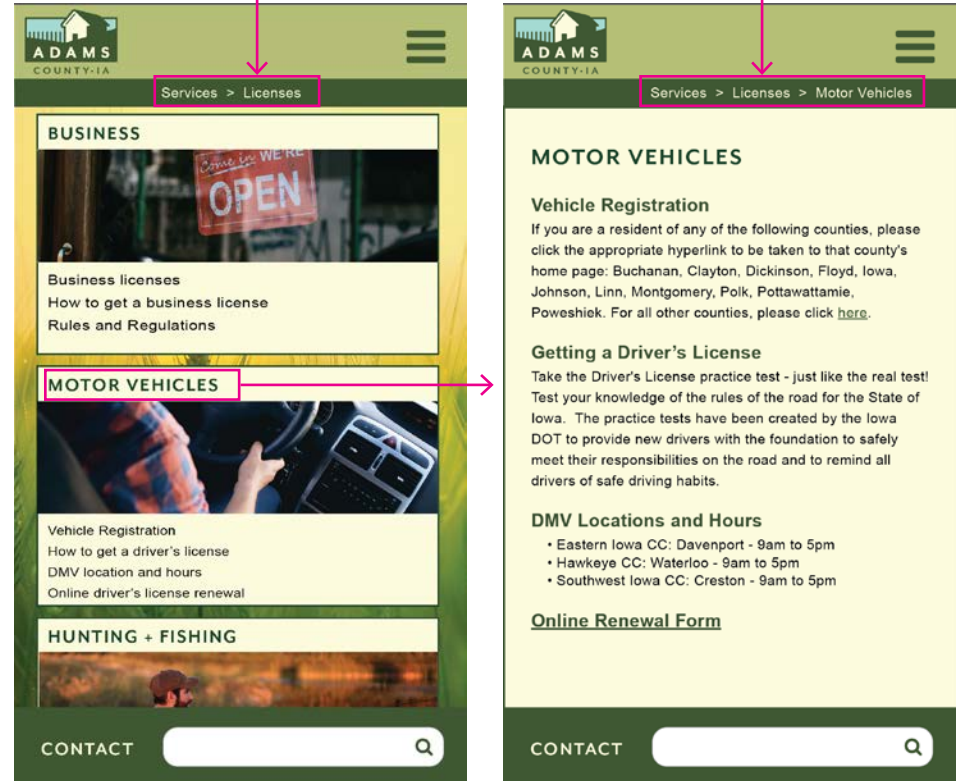 ADAMS
COUNTY-IA
Services > Licenses
BUSINESS
come in WE'RE
OPEN
Business licenses
How to get a business license
Rules and Regulations
MOTOR VEHICLES
Vehicle Registration
How to get a driver's license
DMV location and hours
Online driver's license renewal
HUNTING + FISHING
CONTACT
ADAMS
COUNTY-IA
Services > Licenses > Motor Vehicles
MOTOR VEHICLES
Vehicle Registration
If you are a resident of any of the following counties, please
click the appropriate hyperlink to be taken to that county's
home page: Buchanan, Clayton, Dickinson, Floyd, Iowa,
Johnson, Linn, Montgomery, Polk, Pottawattamie,
Poweshiek. For all other counties, please click here.
Getting a Driver's License
Take the Driver's License practice test - just like the real test!
Test your knowledge of the rules of the road for the State of
Iowa. The practice tests have been created by the Iowa
DOT to provide new drivers with the foundation to safely
meet their responsibilities on the road and to remind all
drivers of safe driving habits.
DMV Locations and Hours
• Eastern Iowa CC: Davenport - 9am to 5pm
• Hawkeye CC: Waterloo - 9am to 5pm
• Southwest Iowa CC: Creston - 9am to 5pm
Online Renewal Form
CONTACT